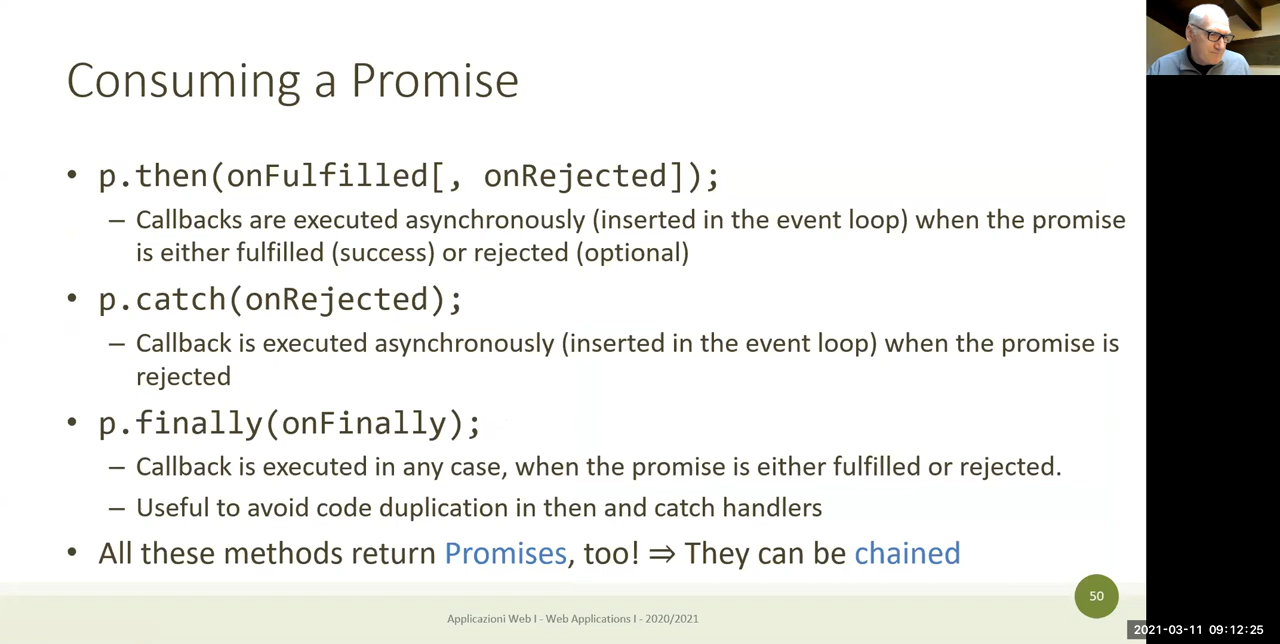 Consuming a Promise
• p.then(onFulfilled[, onRejected]);
– Callbacks are executed asynchronously (inserted in the event loop) when the promise
is either fulfilled (success) or rejected (optional)
• p.catch(onRejected);
– Callback is executed asynchronously (inserted in the event loop) when the promise is
rejected
• p.finally(onFinally);
– Callback is executed in any case, when the promise is either fulfilled or rejected.
– Useful to avoid code duplication in then and catch handlers
• All these methods return Promises, too! ⇒ They can be chained
50
Applicazioni Web I - Web Applications I - 2020/2021
2021-03-11 09:12:25